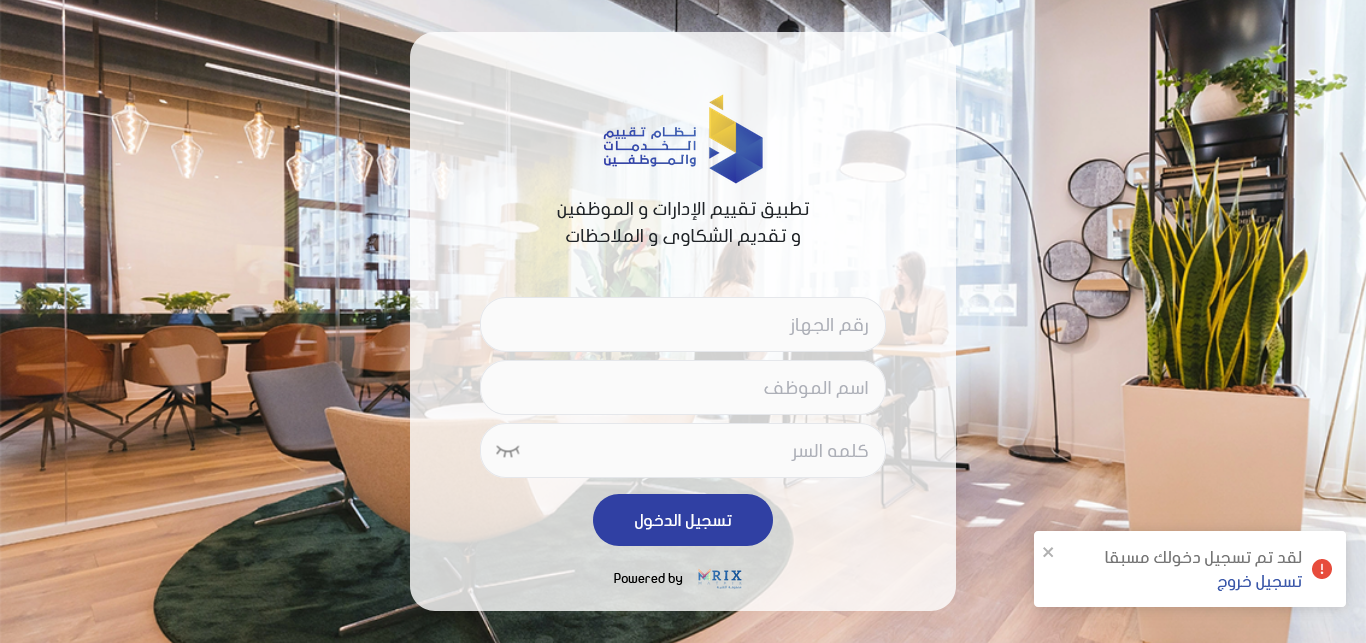 نظام تقييم
الخدمات
والموظفين
تطبيق تقييم الإدارات و الموظفين
و تقديم الشكاوى و الملاحظات
رقم الجهاز
اسم الموظف
كلمه السر
تسجيل الدخول
Powered by RIX
لقد تم تسجيل دخولك مسبقا
تسجيل خروج